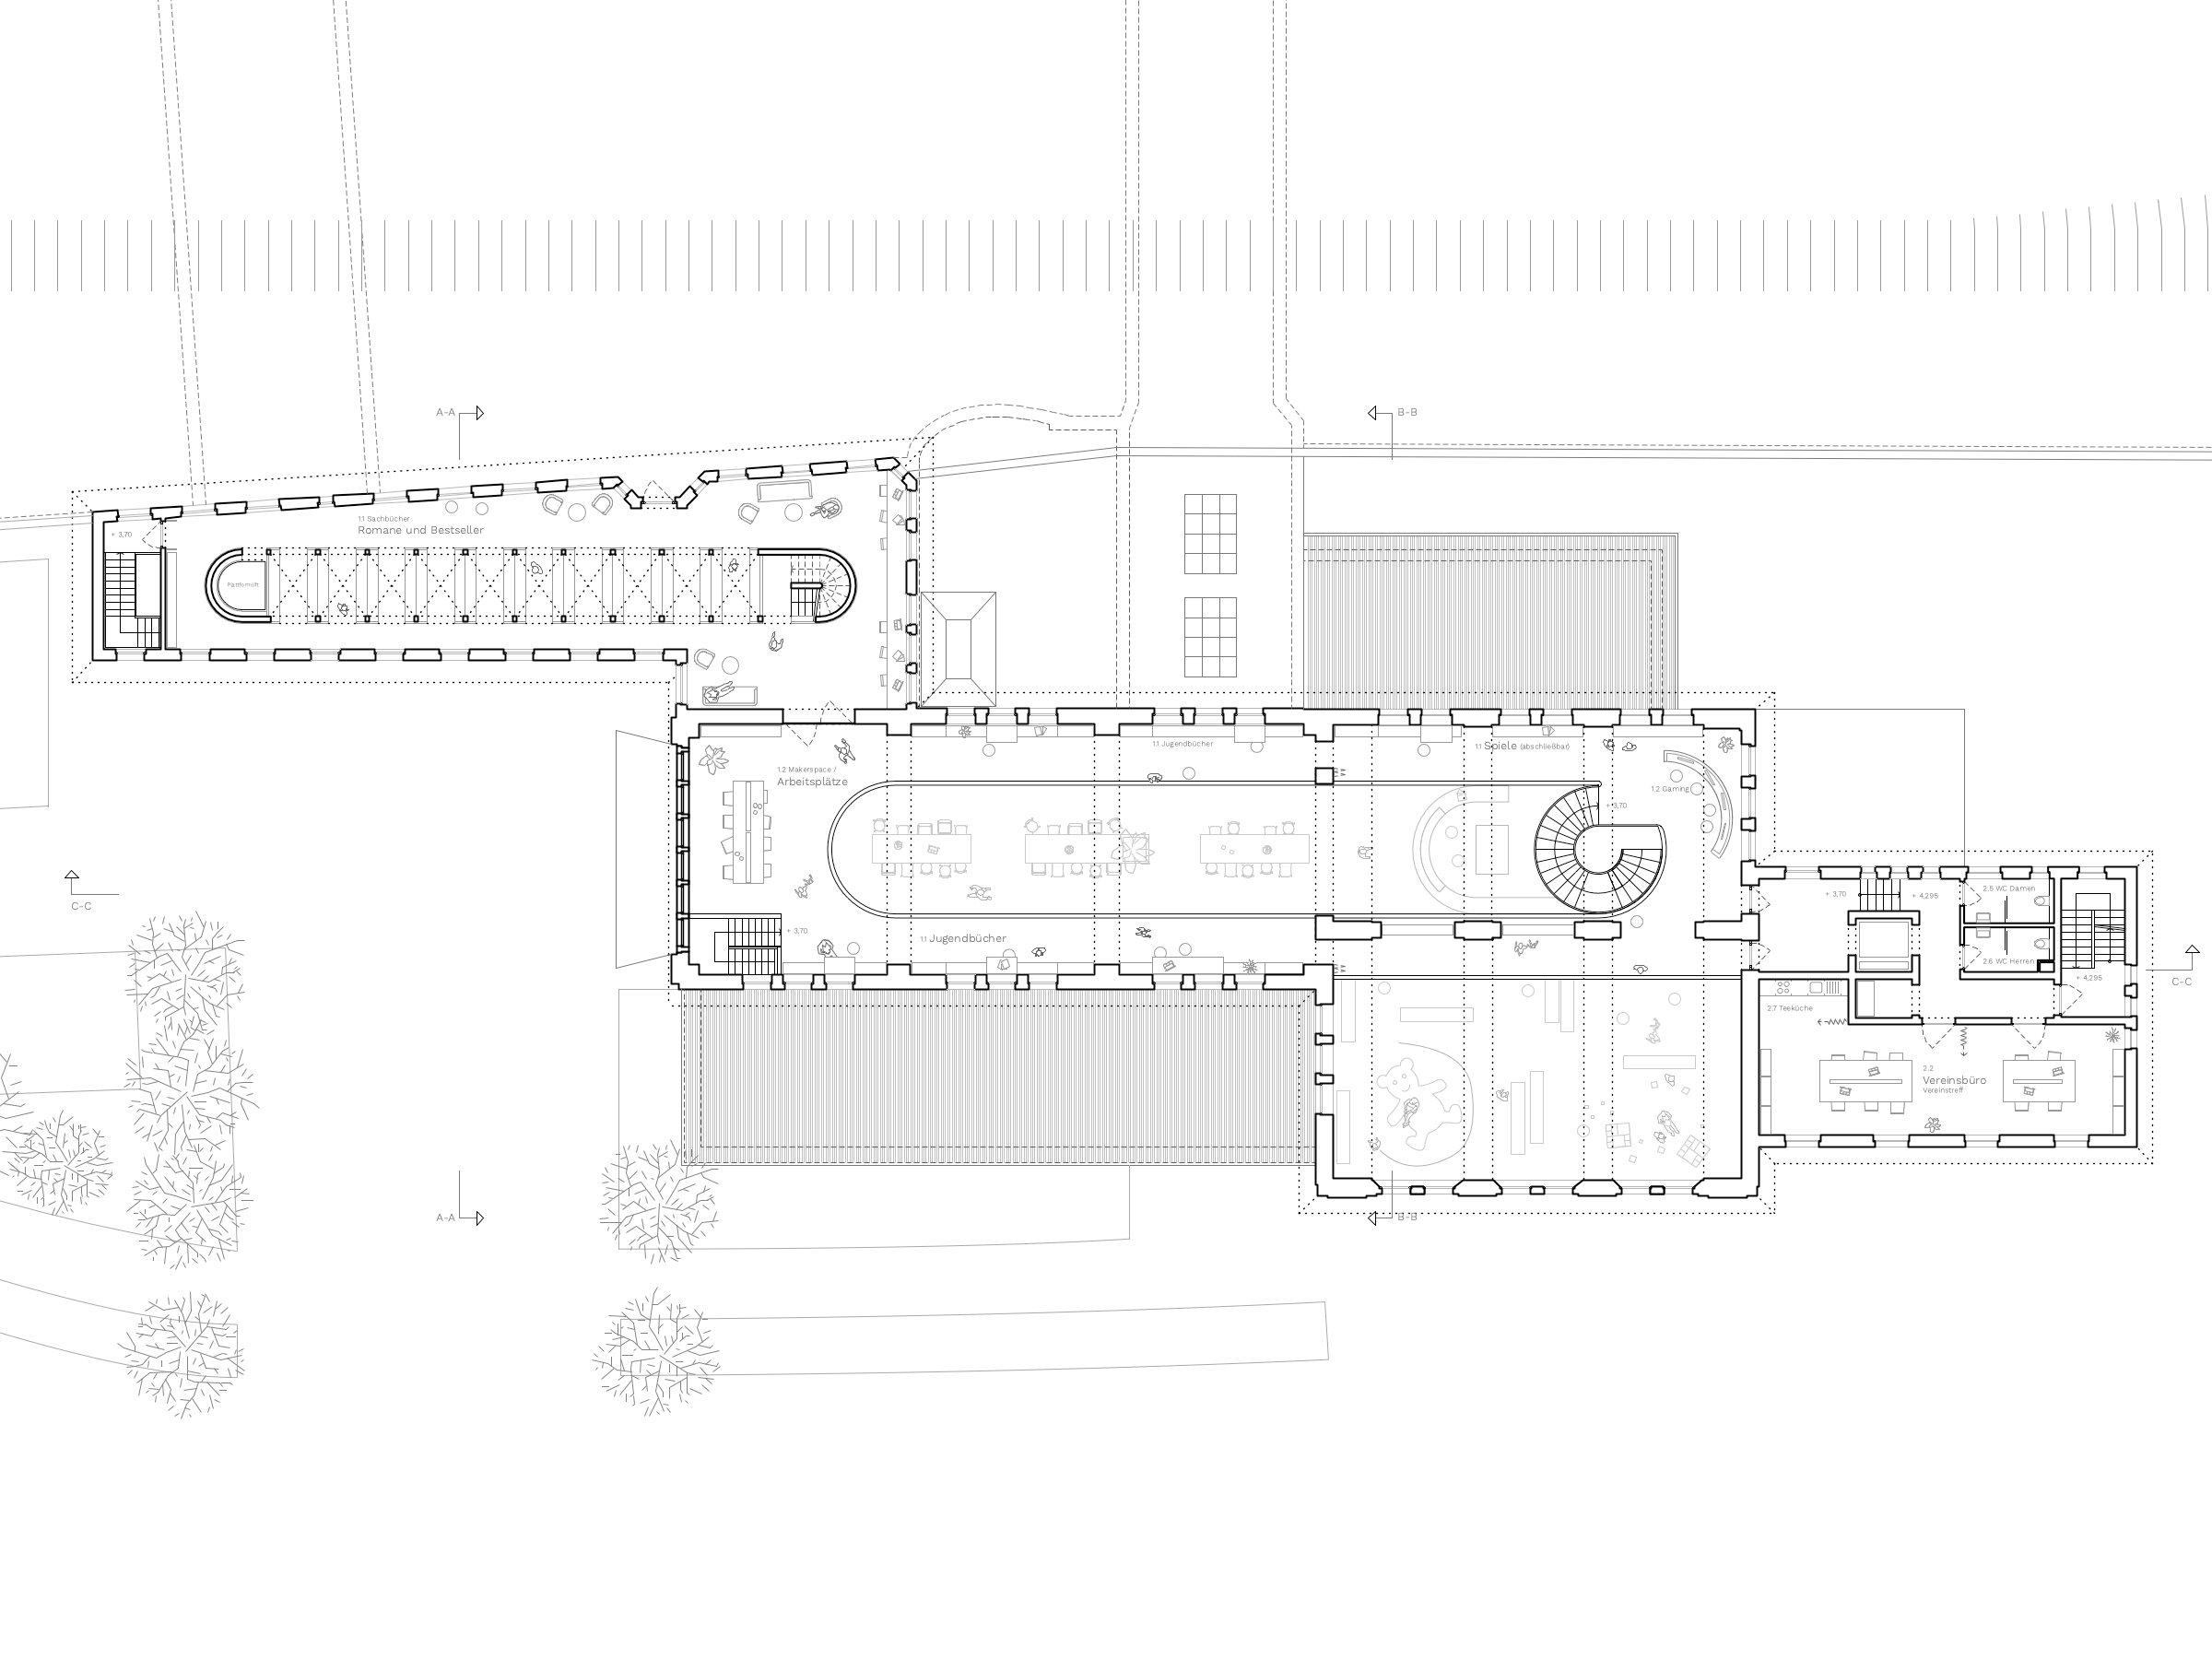 A-A
B-B
1.1 Sachbücher
Romane und Bestseller
+ 3,70
Plattformlift
1.1 Jugendbücher
1.1 Spiele (abschließbar)
1.2 Makerspace /
Arbeitsplätze
1.2 Gaming
+ 3,70
C-C
+ 3,70
+ 4,295
2.5 WC Damen
+ 3,70
1.1 Jugendbücher
2.6 WC Herren
+ 4,295
C-C
2.7 Teeküche
2.2
Vereinsbüro
Vereinstreff
A-A
B-B